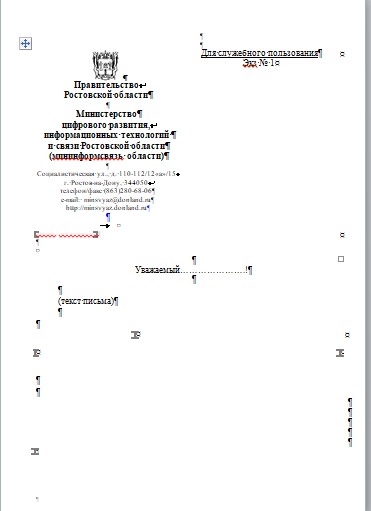 Для служебного пользования
Экз № 1
Правительство
Ростовской области
Министерство
цифрового развития,
информационных технологий
и связи Ростовской области
(мининформсвязь области)
Социалистическая ул., д. 110-112/12«а»/15
г. Ростов-на-Дону, 344050
телефон/факс (863)280-68-06
e-mail: minsvyaz@donland.ru
http://minsvyaz.donland.ru
Уважаемый…………………!
(текст письма)